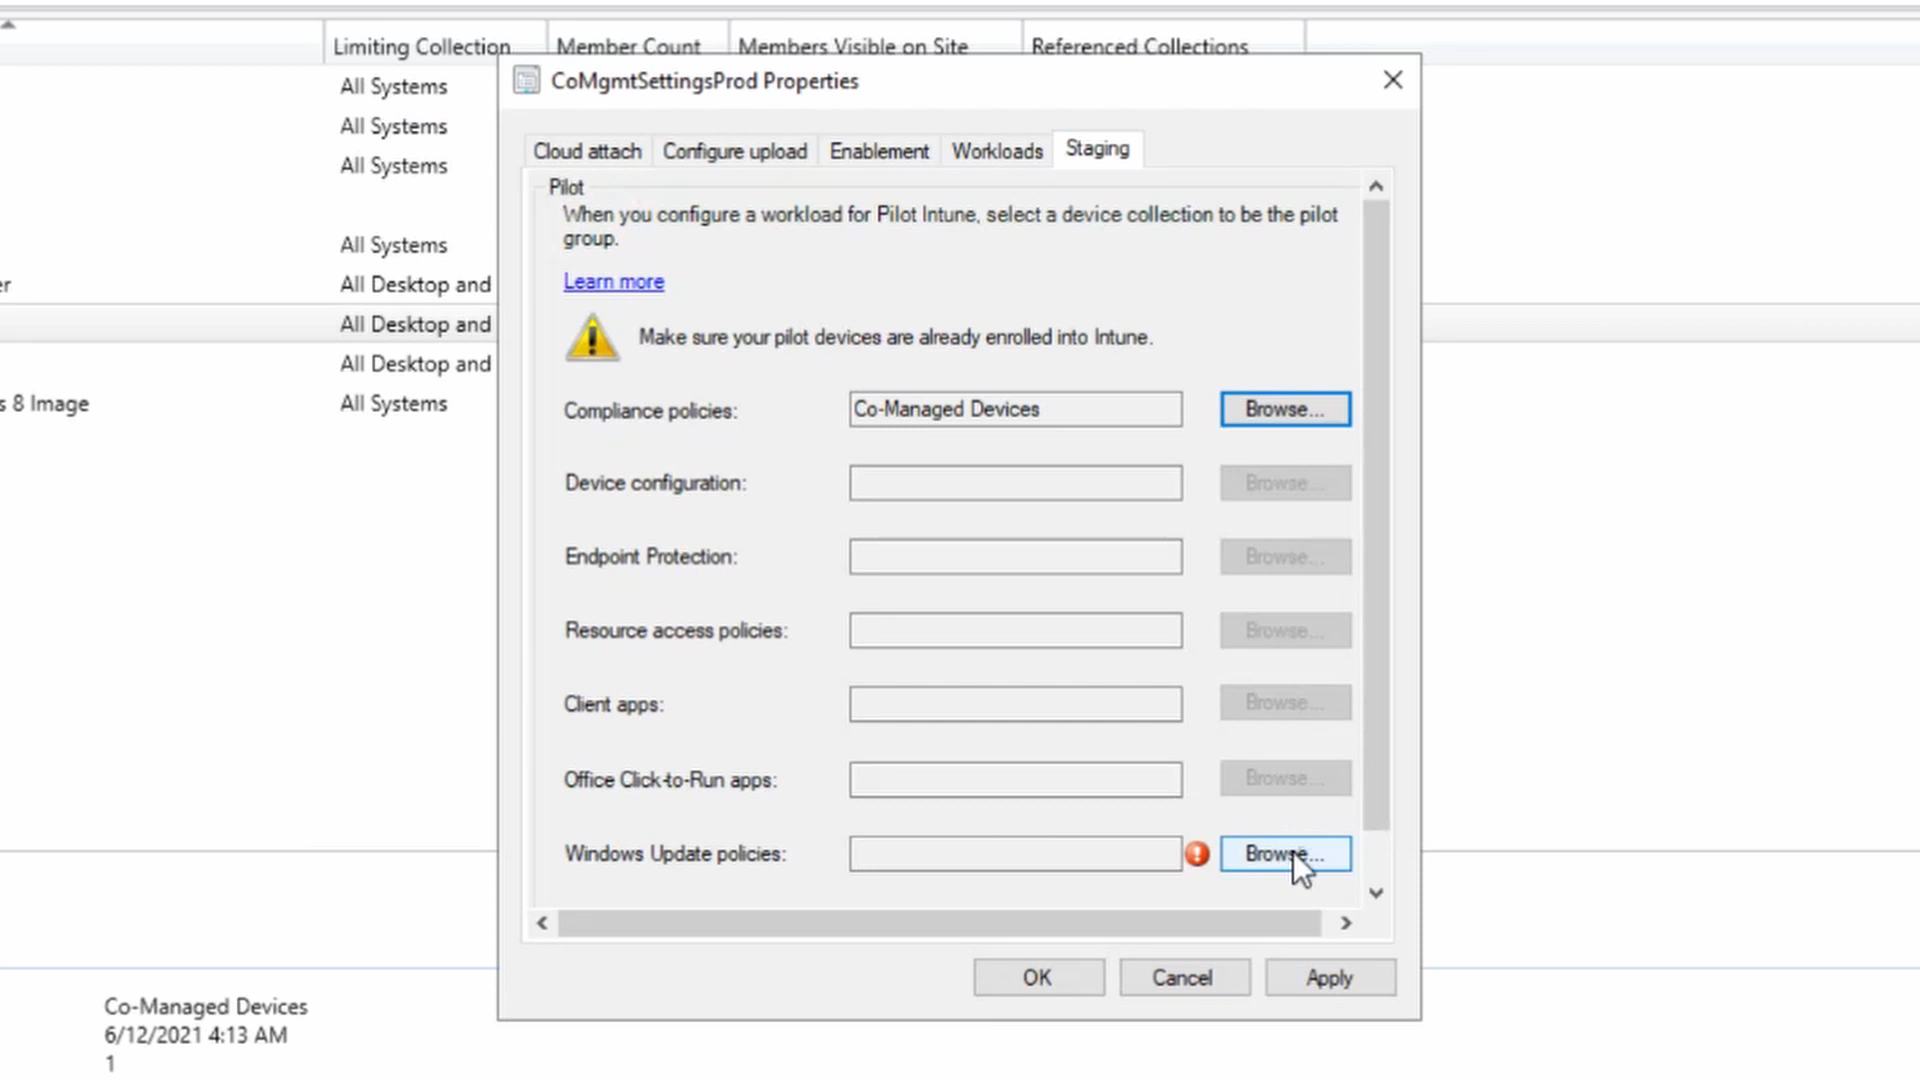 Limiting Collection Member Count Members Visible on Site Referenced Collections
All Systems
All Systems
All Systems
All Systems
er All Desktop and
All Desktop and
All Desktop and
s 8 Image All Systems
CoMgmtSettingsProd Properties
Cloud attach Configure upload Enablement Workloads Staging
Pilot
When you configure a workload for Pilot Intune, select a device collection to be the pilot
group.
Learn more
Make sure your pilot devices are already enrolled into Intune.
Compliance policies: Co-Managed Devices Browse...
Device configuration: Browse...
Endpoint Protection: Browse...
Resource access policies: Browse...
Client apps: Browse...
Office Click-to-Run apps: Browse...
Windows Update policies: Browse...
OK Cancel Apply
Co-Managed Devices
6/12/2021 4:13 AM
1